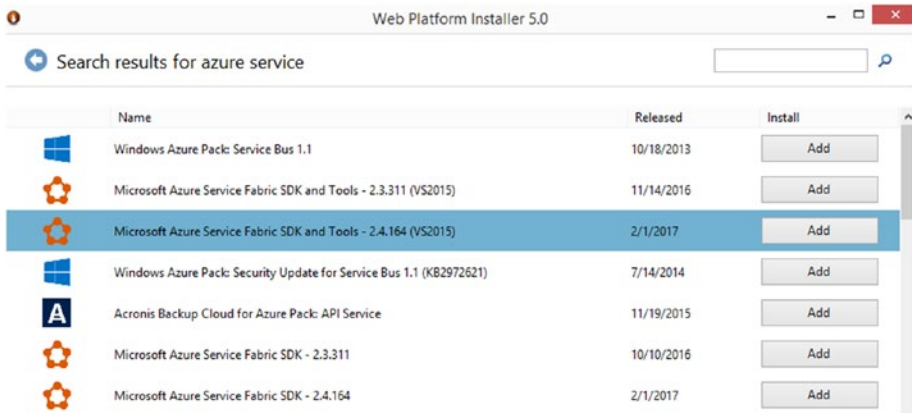 Web Platform Installer 5.0
Search results for azure service
Name Released Install
Windows Azure Pack: Service Bus 1.1 10/18/2013 Add
Microsoft Azure Service Fabric SDK and Tools - 2.3.311 (VS2015) 11/14/2016 Add
Microsoft Azure Service Fabric SDK and Tools - 2.4.164 (VS2015) 2/1/2017 Add
Windows Azure Pack: Security Update for Service Bus 1.1 (KB2972621) 7/14/2014 Add
A Acronis Backup Cloud for Azure Pack: API Service 11/19/2015 Add
Microsoft Azure Service Fabric SDK - 2.3.311 10/10/2016 Add
Microsoft Azure Service Fabric SDK - 2.4.164 2/1/2017 Add